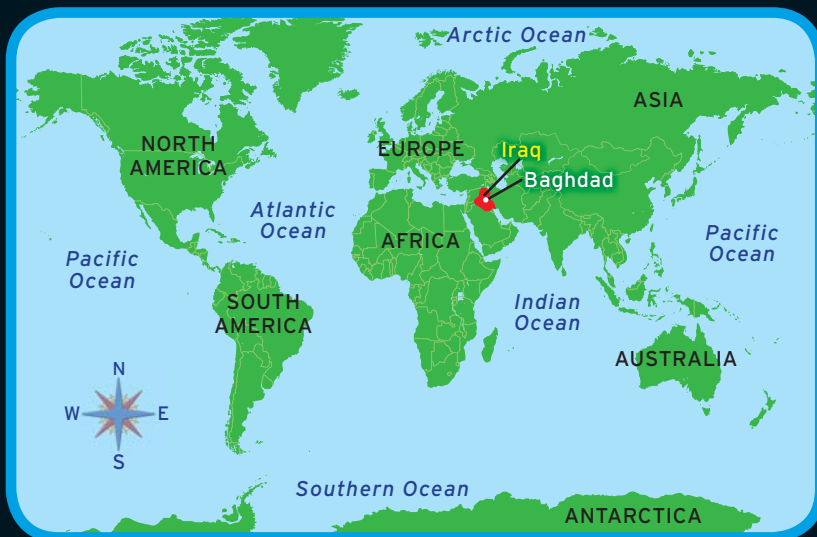 Arctic Ocean
ASIA
NORTH
AMERICA
EUROPE
Iraq
Baghdad
Atlantic
Ocean
AFRICA
Pacific
Ocean
Pacific
Ocean
SOUTH
AMERICA
Indian
Ocean
AUSTRALIA
N
W
E
S
Southern Ocean
ANTARCTICA